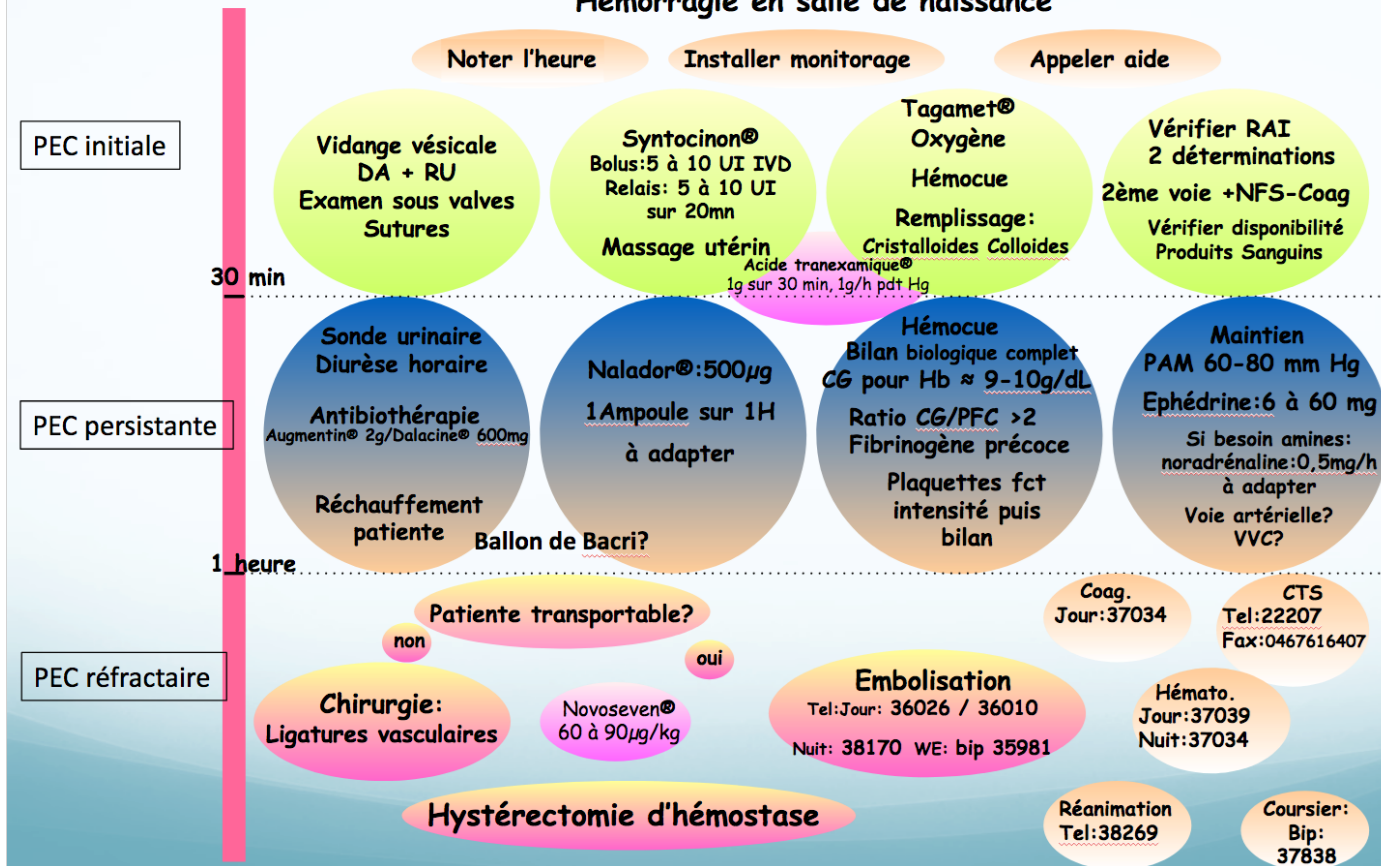 Hémorragie en salle de naissance
Noter l'heure
Installer monitorage
Appeler aide
PEC initiale
Vidange vésicale
DA + RU
Examen sous valves
Sutures
Syntocinon®
Bolus:5 à 10 UI IVD
Relais: 5 à 10 UI
sur 20mn
Massage utérin
Tagamet®
Oxygène
Hémocue
Remplissage:
Cristalloides Colloides
Vérifier RAI
2 déterminations
2ème voie +NFS-Coag
Vérifier disponibilité
Produits Sanguins
Acide tranexamique®
1g sur 30 min, 1g/h pdt Hg
30 min
PEC persistante
Sonde urinaire
Diurèse horaire
Antibiothérapie
Augmentin® 2g/Dalacine® 600mg
Réchauffement
patiente
Nalador®:500µg
1Ampoule sur 1H
à adapter
Ballon de Bacri?
Hémocue
Bilan biologique complet
CG pour Hb ≈ 9-10g/dL
Ratio CG/PFC >2
Fibrinogène précoce
Plaquettes fct
intensité puis
bilan
Maintien
PAM 60-80 mm Hg
Ephédrine:6 à 60 mg
Si besoin amines:
noradrénaline:0,5mg/h
à adapter
Voie artérielle?
VVC?
1 heure
PEC réfractaire
Patiente transportable?
non
oui
Chirurgie:
Ligatures vasculaires
Novoseven®
60 à 90µg/kg
Embolisation
Tel:Jour: 36026 / 36010
Nuit: 38170 WE: bip 35981
Hystérectomie d'hémostase
Coag.
Jour:37034
CTS
Tel:22207
Fax:0467616407
Hémato.
Jour:37039
Nuit:37034
Réanimation
Tel:38269
Coursier:
Bip:
37838